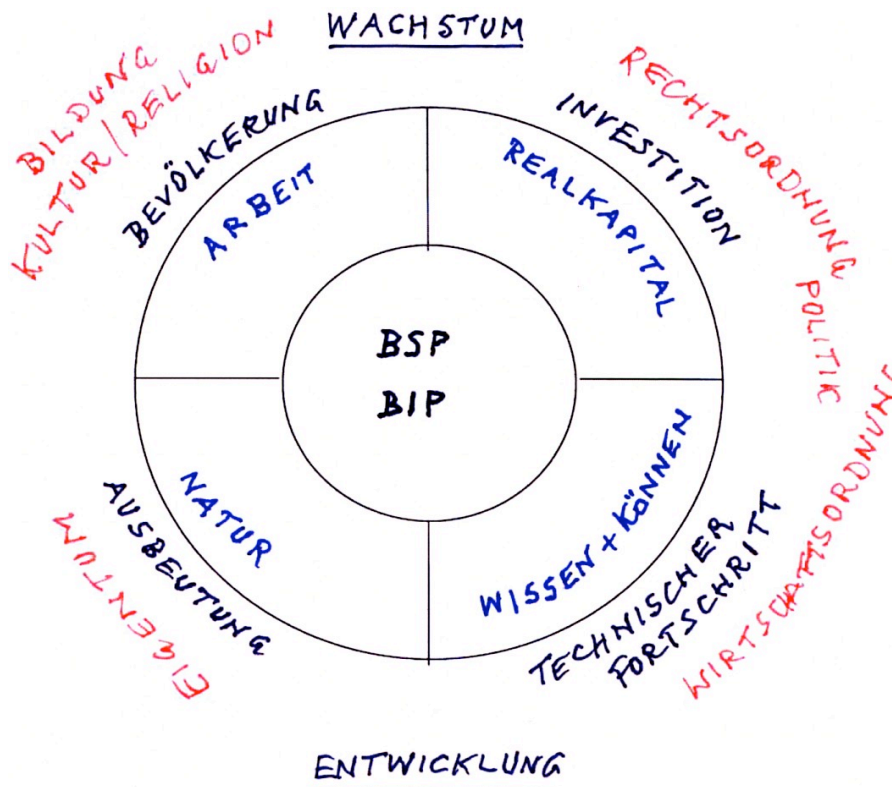 WACHSTUM
BILDUNG
KULTUR/RELIGION
BEVÖLKERUNG
ARBEIT
INVESTITION
REALKAPITAL
RECHTSORDNUNG
POLITIK
BSP
BIP
NATUR
AUSBEUTUNG
EIGENTUM
WISSEN + KÖNNEN
TECHNISCHER
FORTSCHRITT
WIRTSCHAFTSORDNUNG
ENTWICKLUNG